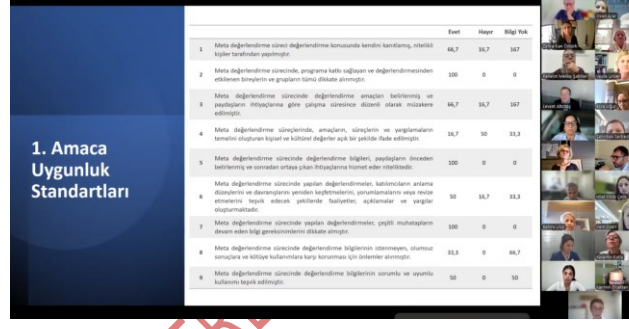 1. Amaca
Uygunluk
Standartları
Evet Hayır Bilgi Yok
1 Meta değerlendirme süreci değerlendirme konusunda kendini kanıtlamış, nitelikli
kişiler tarafından yapılmıştır.
66,7 16,7 167
2 Meta değerlendirme sürecinde, programa katkı sağlayan ve değerlendirmesinden
etkilenen bireylerin ve grupların tümü dikkate alınmıştır.
100 0 0
3 Meta değerlendirme sürecinde değerlendirme amaçları belirlenmiş ve
paydaşların ihtiyaçlarına göre çalışma süresince düzenli olarak müzakere
edilmiştir.
66,7 16,7 167
4 Meta değerlendirme süreçlerinde, amaçların, süreçlerin ve yargılamaların
temelini oluşturan kişisel ve kültürel değerler açık bir şekilde ifade edilmiştir.
16,7 50 33,3
5 Meta değerlendirme sürecinde değerlendirme bilgileri, paydaşların önceden
belirlenmiş ve sonradan ortaya çıkan ihtiyaçlarına hizmet eder niteliktedir.
100 0 0
6 Meta değerlendirme sürecinde yapılan değerlendirmeler, katılımcıların anlama
düzeylerini ve davranışlarını yeniden keşfetmelerini, yorumlamalarını veya revize
etmelerini teşvik edecek şekillerde faaliyetler, açıklamalar ve yargılar
oluşturmaktadır.
50 16,7 33,3
7 Meta değerlendirme sürecinde yapılan değerlendirmeler, çeşitli muhatapların
devam eden bilgi gereksinimlerini dikkate almıştır.
100 0 0
8 Meta değerlendirme sürecinde değerlendirme bilgilerinin istenmeyen, olumsuz
sonuçlara ve kötüye kullanımlara karşı korunması için önlemler alınmıştır.
33,3 0 66,7
9 Meta değerlendirme sürecinde değerlendirme bilgilerinin sorumlu ve uyumlu
kullanımı teşvik edilmiştir.
50 0 50